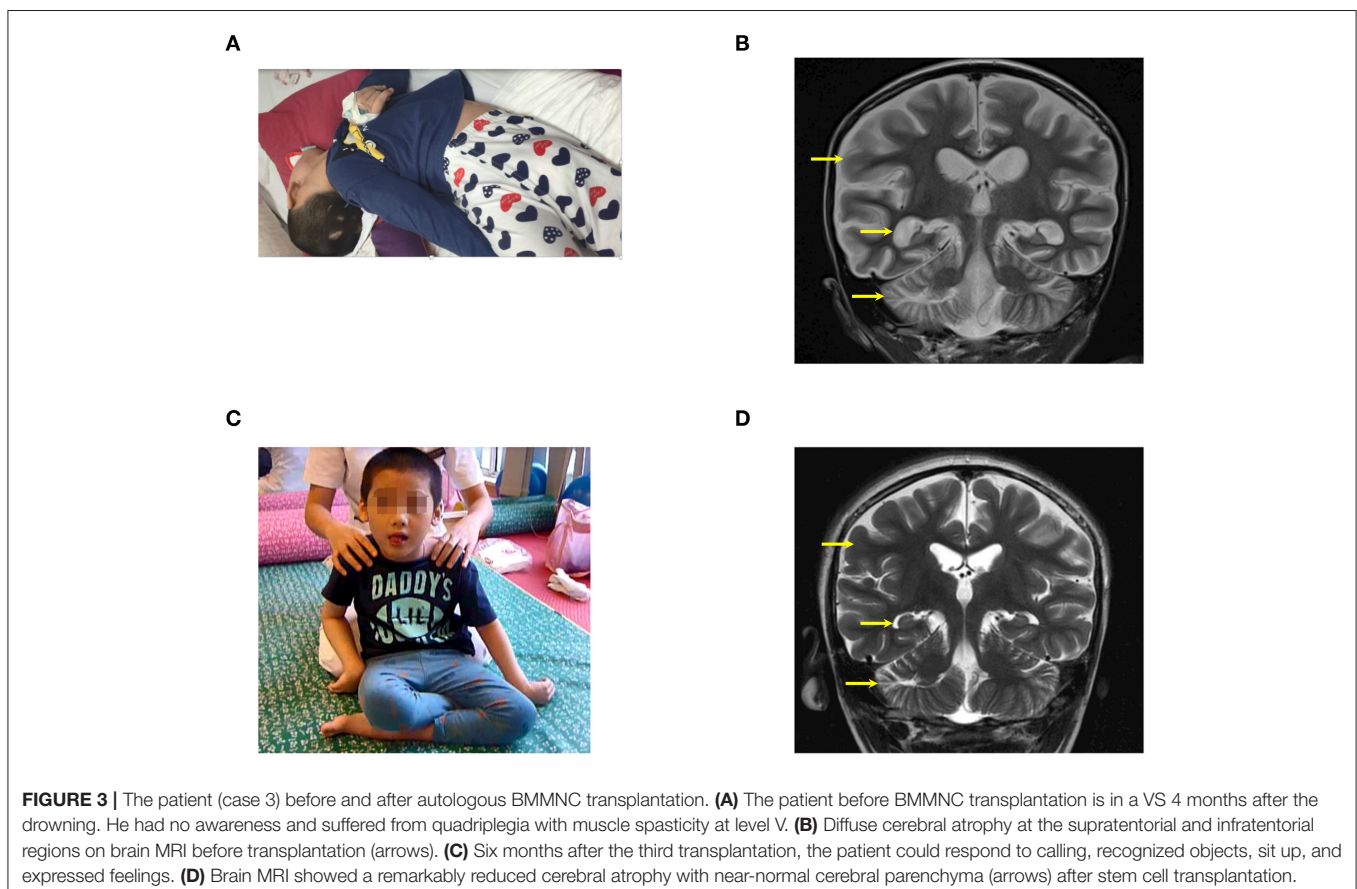 A
B
C
D
DADDY'S
LIL
FIGURE 3 | The patient (case 3) before and after autologous BMMNC transplantation. (A) The patient before BMMNC transplantation is in a VS 4 months after the
drowning. He had no awareness and suffered from quadriplegia with muscle spasticity at level V. (B) Diffuse cerebral atrophy at the supratentorial and infratentorial
regions on brain MRI before transplantation (arrows). (C) Six months after the third transplantation, the patient could respond to calling, recognized objects, sit up, and
expressed feelings. (D) Brain MRI showed a remarkably reduced cerebral atrophy with near-normal cerebral parenchyma (arrows) after stem cell transplantation.